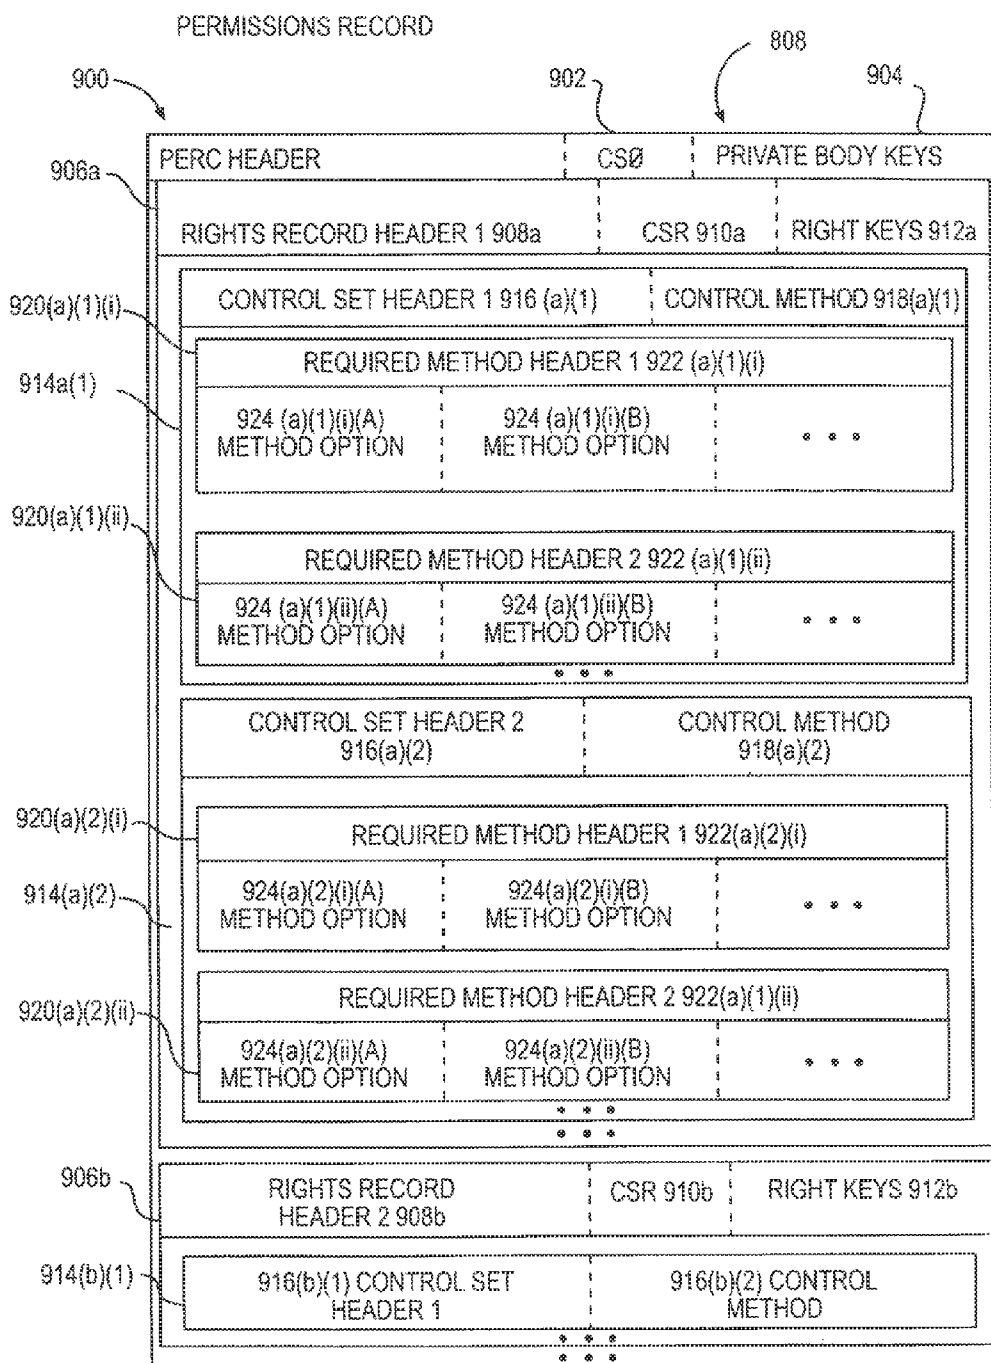 PERMISSIONS RECORD
808
900
902
904
PERC HEADER
CSØ
PRIVATE BODY KEYS
906a
RIGHTS RECORD HEADER 1 908a
CSR 910a
RIGHT KEYS 912a
CONTROL SET HEADER 1 916 (a)(1)
CONTROL METHOD 918(a)(1)
920(a)(1)(i)
REQUIRED METHOD HEADER 1 922 (a)(1)(i)
914a(1)
924 (a)(1)(i)(A)
METHOD OPTION
924 (a)(1)(i)(B)
METHOD OPTION
• • •
920(a)(1)(ii)
REQUIRED METHOD HEADER 2 922 (a)(1)(ii)
924 (a)(1)(ii)(A)
METHOD OPTION
924 (a)(1)(ii)(B)
METHOD OPTION
• • •
• • •
CONTROL SET HEADER 2
916(a)(2)
CONTROL METHOD
918(a)(2)
920(a)(2)(i)
REQUIRED METHOD HEADER 1 922(a)(2)(i)
914(a)(2)
924(a)(2)(i)(A)
METHOD OPTION
924(a)(2)(i)(B)
METHOD OPTION
• • •
920(a)(2)(ii)
REQUIRED METHOD HEADER 2 922(a)(1)(ii)
924(a)(2)(ii)(A)
METHOD OPTION
924(a)(2)(ii)(B)
METHOD OPTION
• • •
• • •
• • •
906b
RIGHTS RECORD
HEADER 2 908b
CSR 910b
RIGHT KEYS 912b
914(b)(1)
916(b)(1) CONTROL SET
HEADER 1
916(b)(2) CONTROL
METHOD
• • •
• • •